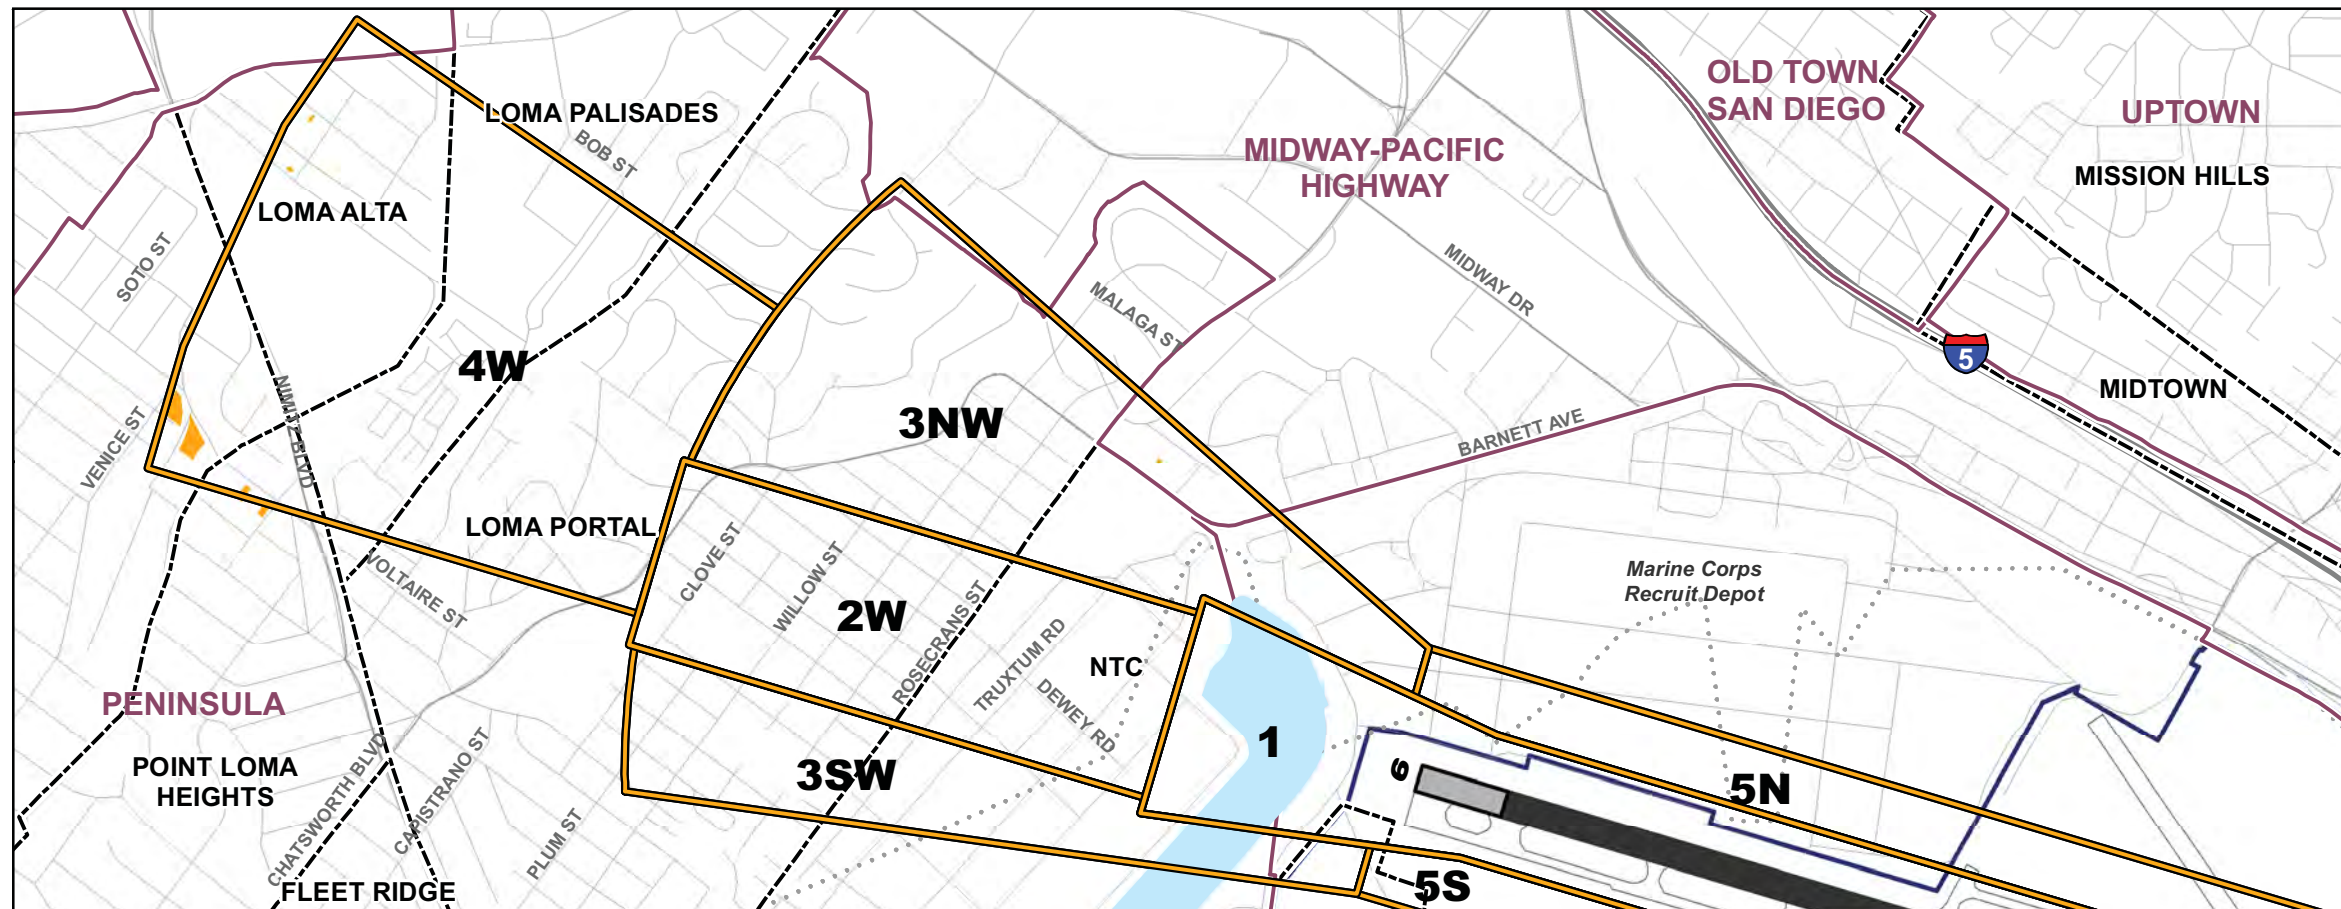 OLD TOWN
SAN DIEGO
UPTOWN
LOMA PALISADES
BOB ST
MIDWAY-PACIFIC
HIGHWAY
MISSION HILLS
LOMA ALTA
SOTO ST
MALAGA ST
MIDWAY DR
5
4W
MIDTOWN
VENICE ST
NIMITZ BLVD
3NW
BARNETT AVE
LOMA PORTAL
CLOVE ST
WILLOW ST
VOLTAIRE ST
Marine Corps
Recruit Depot
2W
ROSECRANS ST
TRUXTUM RD
NTC
DEWEY RD
PENINSULA
1
POINT LOMA
HEIGHTS
CHATSWORTH BLVD
CAPISTRANO ST
PLUM ST
3SW
9
5N
FLEET RIDGE
5S